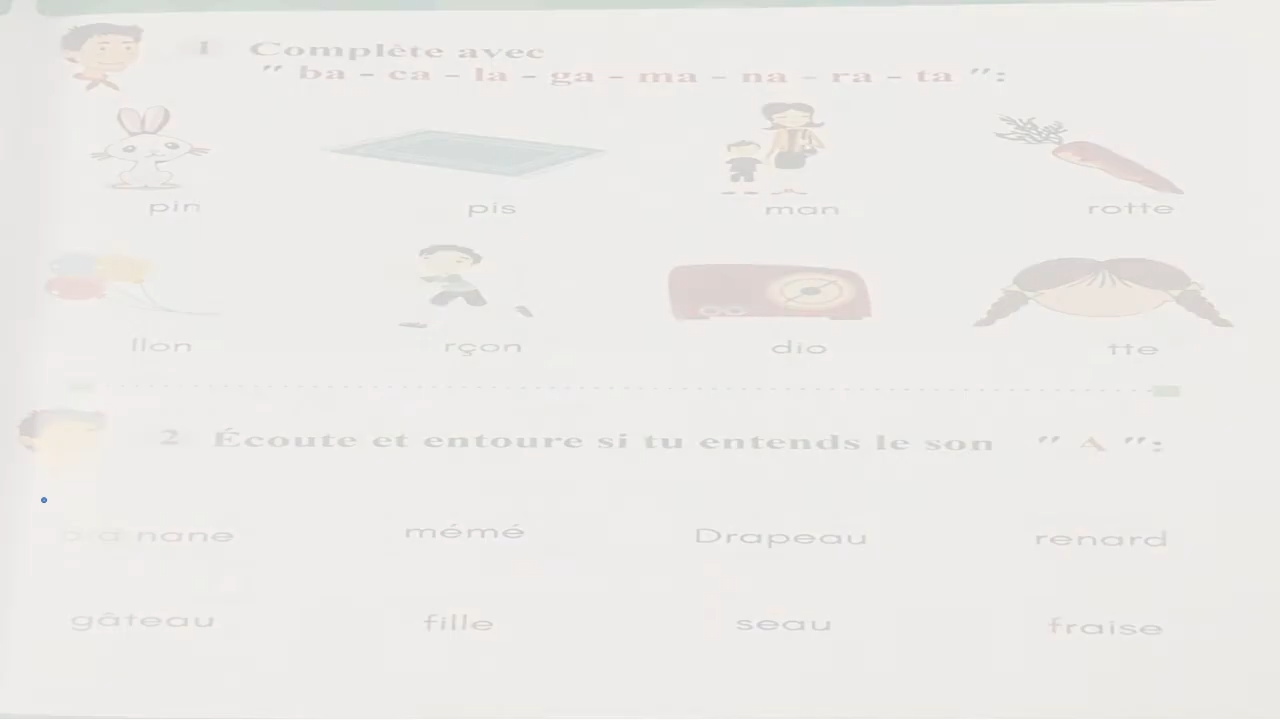 1 Complète avec
" ba - ca - la - ga - ma - na - ra - ta ":
pin pis man rotte
llon rçon dio tte
2 Écoute et entoure si tu entends le son " A ":
nane mémé Drapeau renard
gâteau fille seau fraise